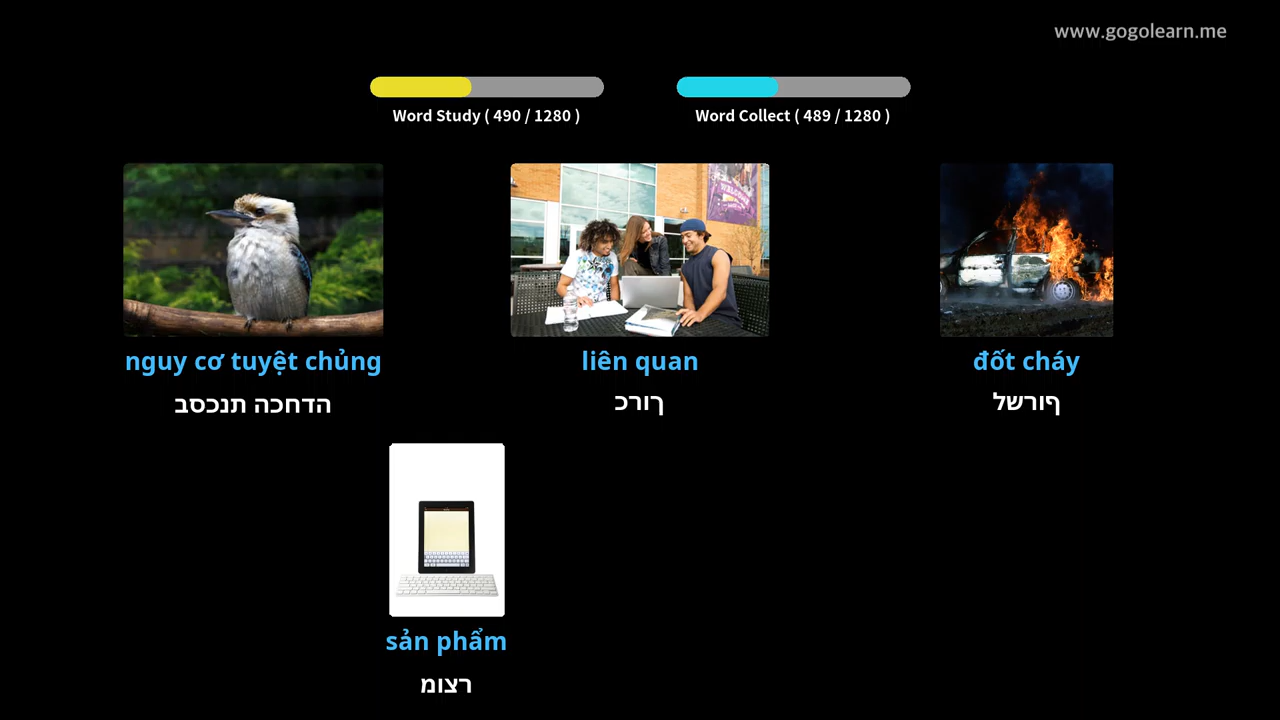 www.gogolearn.me
Word Study ( 490 / 1280 )
Word Collect ( 489 / 1280 )
WELCOME
nguy cơ tuyệt chủng
הדחכה תנכסב
liên quan
ךורכ
đốt cháy
ףורשל
sản phẩm
רצומ